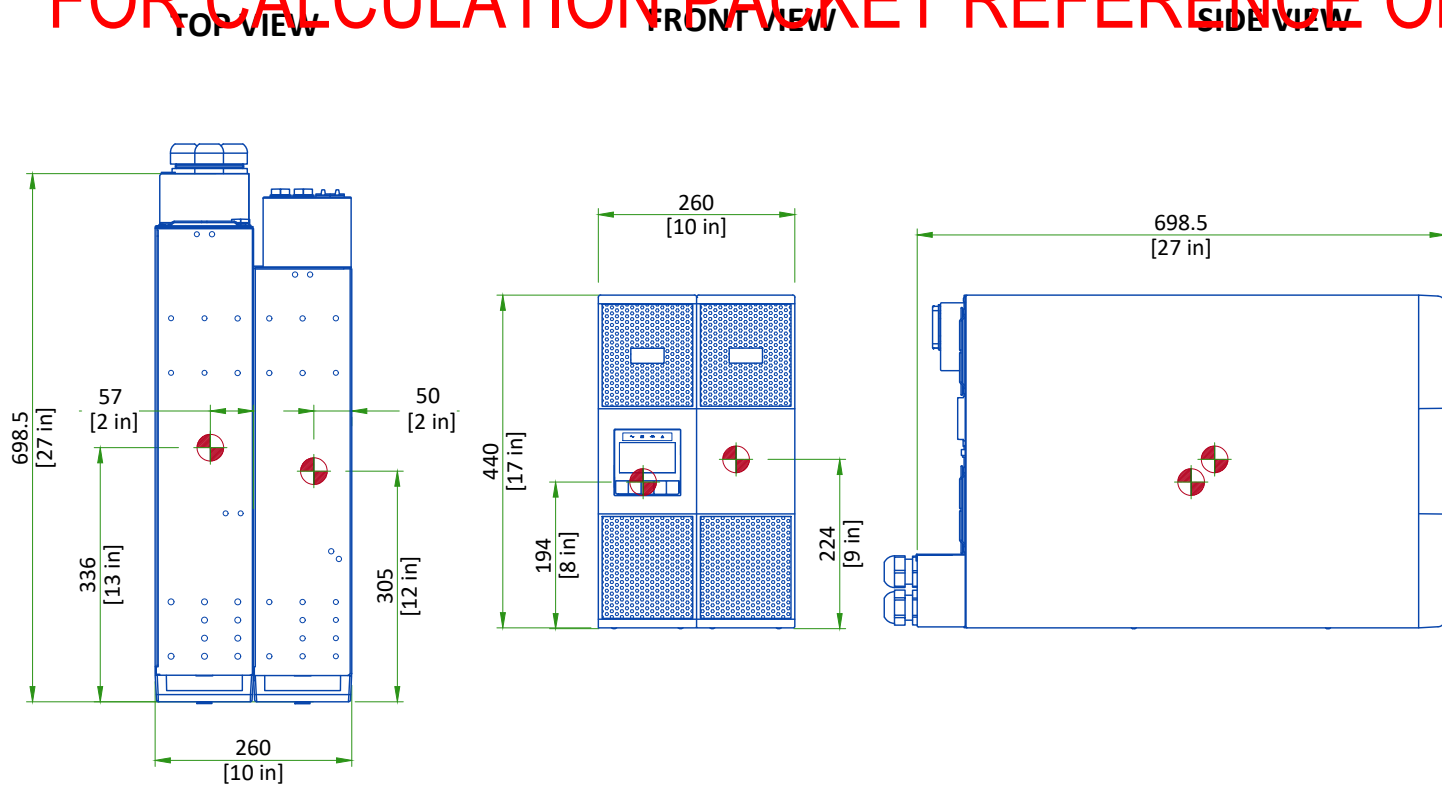 FOR CALCULATION PACKET REFERENCE O
TOP VIEW
FRONT VIEW
SIDE VIEW
698.5
[27 in]
57
[2 in]
50
[2 in]
336
[13 in]
305
[12 in]
260
[10 in]
260
[10 in]
440
[17 in]
194
[8 in]
224
[9 in]
698.5
[27 in]